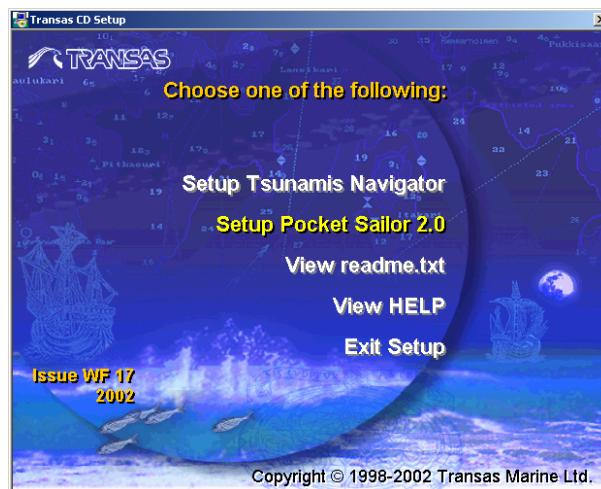 Transas CD Setup
TRANSAS
Choose one of the following:
Setup Tsunamis Navigator
Setup Pocket Sailor 2.0
View readme.txt
View HELP
Exit Setup
Issue WF 17
2002
Copyright © 1998-2002 Transas Marine Ltd.